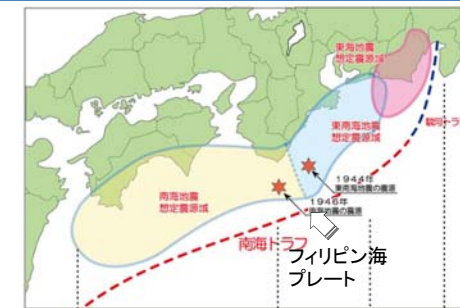 東海地震
想定震源域
東南海地震
想定震源域
駿河トラ
1944年
東南海地震の震源
南海地震
想定震源域
1946年
南海地震の震源
南海トラフ
フィリピン海
プレート